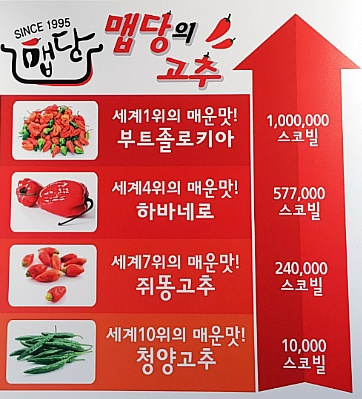 SINCE 1995
맵당
맵당의
고추
세계1위의 매운맛!
부트졸로키아
1,000,000
스코빌
세계4위의 매운맛!
하바네로
577,000
스코빌
세계7위의 매운맛!
쥐똥고추
240,000
스코빌
세계10위의 매운맛!
청양고추
10,000
스코빌